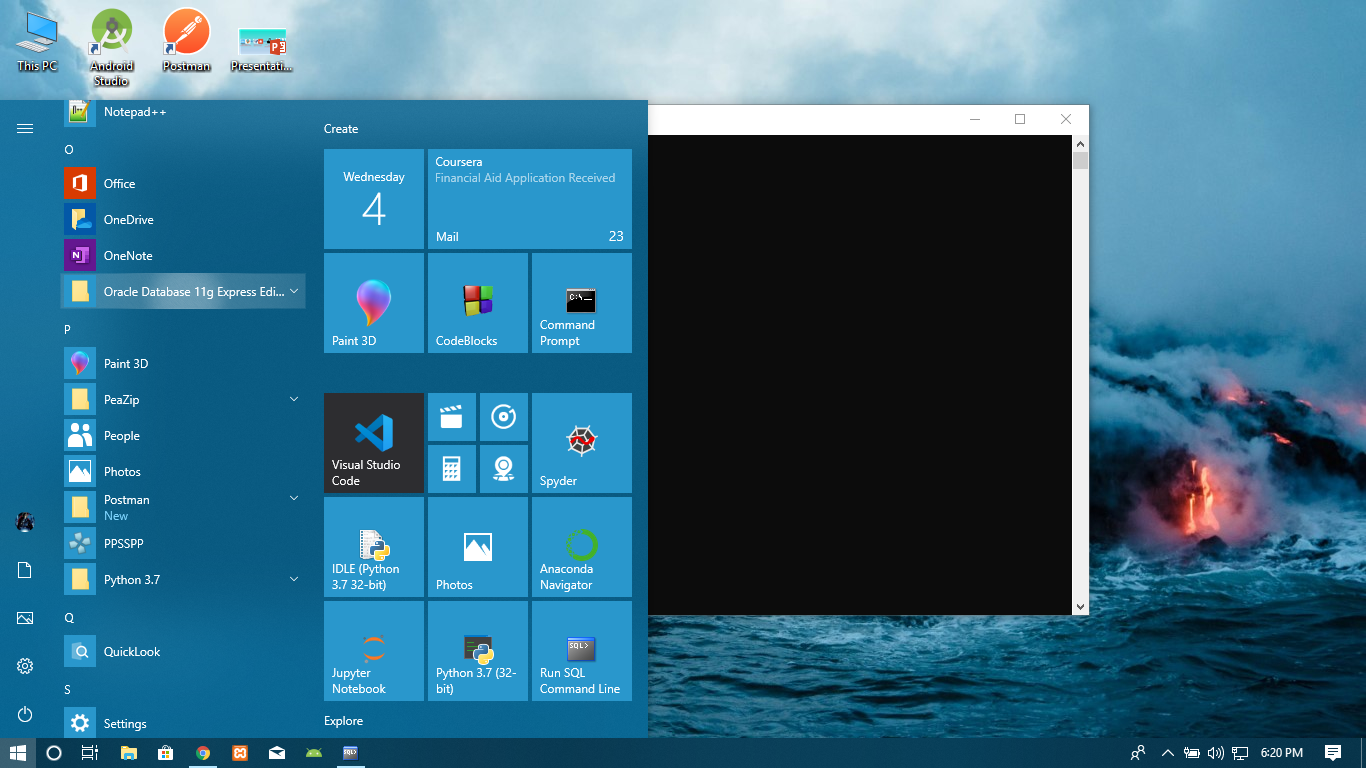 This PC
Android
Studio
Postman
Presentati...
Notepad++
O
Office
OneDrive
OneNote
Oracle Database 11g Express Edi...
P
Paint 3D
PeaZip
People
Photos
Postman
New
PPSSPP
Python 3.7
Q
QuickLook
S
Settings
Create
Wednesday
4
Coursera
Financial Aid Application Received
Mail
23
Paint 3D
CodeBlocks
C:\_
Command
Prompt
Visual Studio
Code
Spyder
IDLE (Python
3.7 32-bit)
Photos
Anaconda
Navigator
Jupyter
Notebook
Python 3.7 (32-
bit)
SQL>
Run SQL
Command Line
Explore
SQL>
6:20 PM